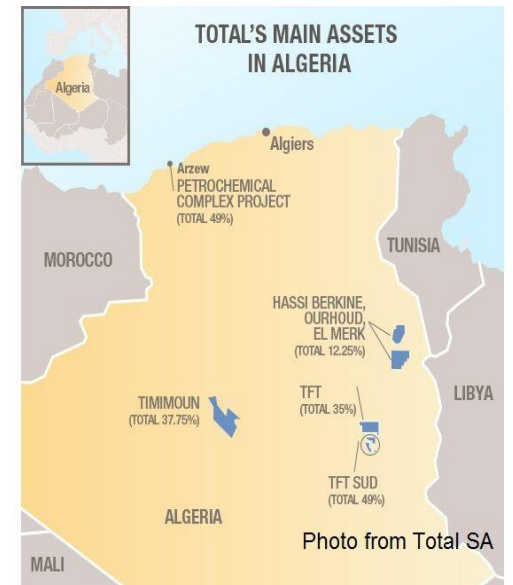 TOTAL'S MAIN ASSETS
IN ALGERIA
Algeria
Algiers
Arzew
PETROCHEMICAL
COMPLEX PROJECT
(TOTAL 49%)
MOROCCO
TUNISIA
HASSI BERKINE,
OURHOUD,
EL MERK
(TOTAL 12.25%)
LIBYA
TIMIMOUN
(TOTAL 37.75%)
TFT
(TOTAL 35%)
TFT SUD
(TOTAL 49%)
ALGERIA
Photo from Total SA
MALI